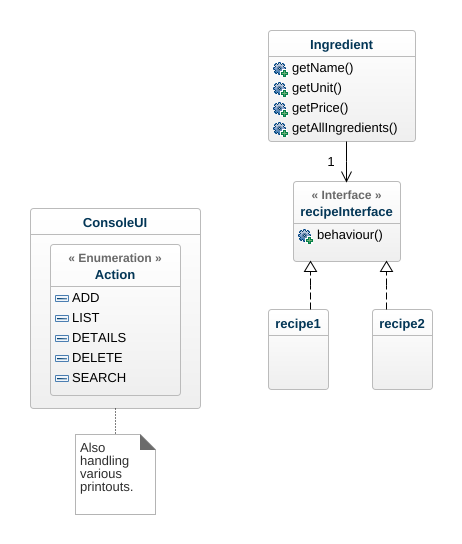 Ingredient
getName()
getUnit()
getPrice()
getAllIngredients()
1
« Interface »
recipeInterface
behaviour()
recipe1
recipe2
ConsoleUI
« Enumeration »
Action
ADD
LIST
DETAILS
DELETE
SEARCH
Also
handling
various
printouts.